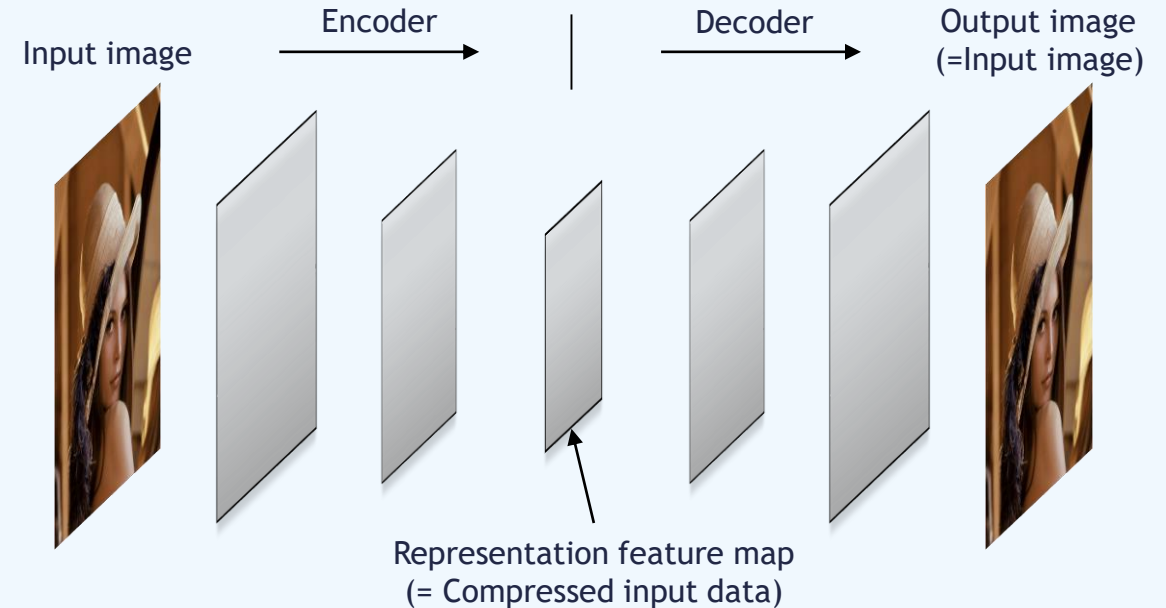 Input image
Encoder
Decoder
Output image
(=Input image)
Representation feature map
(= Compressed input data)